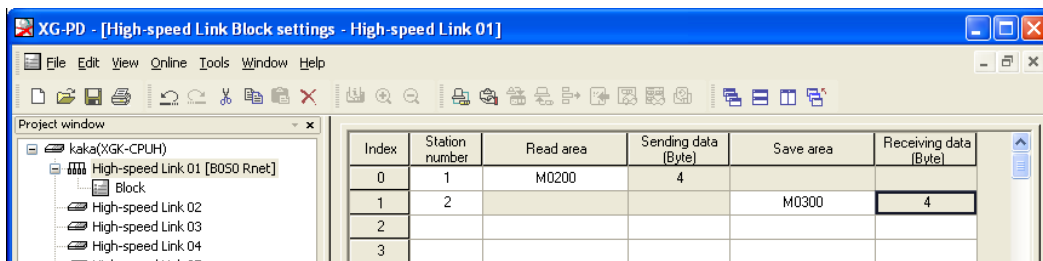 XG-PD - [High-speed Link Block settings - High-speed Link 01]
File Edit View Online Tools Window Help
Project window
kaka(XGK-CPUH)
High-speed Link 01 [B0S0 Rnet]
Block
High-speed Link 02
High-speed Link 03
High-speed Link 04
Index Station number Read area Sending data (Byte) Save area Receiving data (Byte)
0 1 M0200 4
1 2 M0300 4
2
3